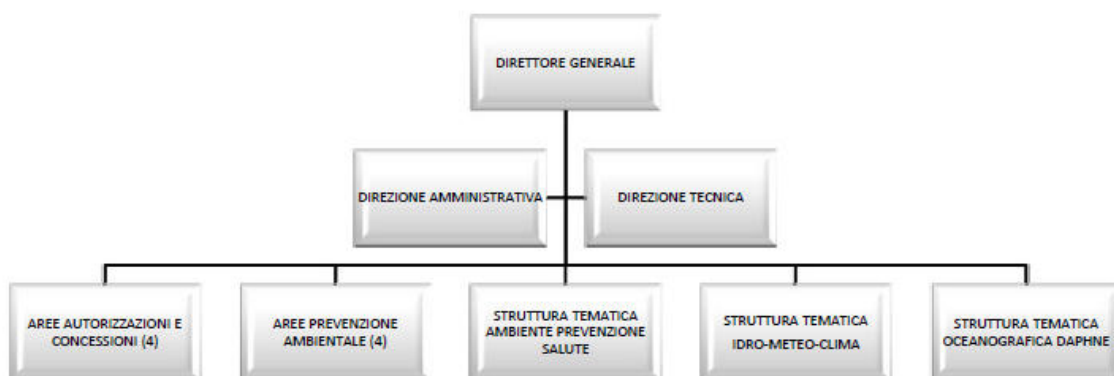 DIRETTORE GENERALE
DIREZIONE AMMINISTRATIVA
DIREZIONE TECNICA
AREE AUTORIZZAZIONI E
CONCESSIONI (4)
AREE PREVENZIONE
AMBIENTALE (4)
STRUTTURA TEMATICA
AMBIENTE PREVENZIONE
SALUTE
STRUTTURA TEMATICA
IDRO-METEO-CLIMA
STRUTTURA TEMATICA
OCEANOGRAFICA DAPHNE